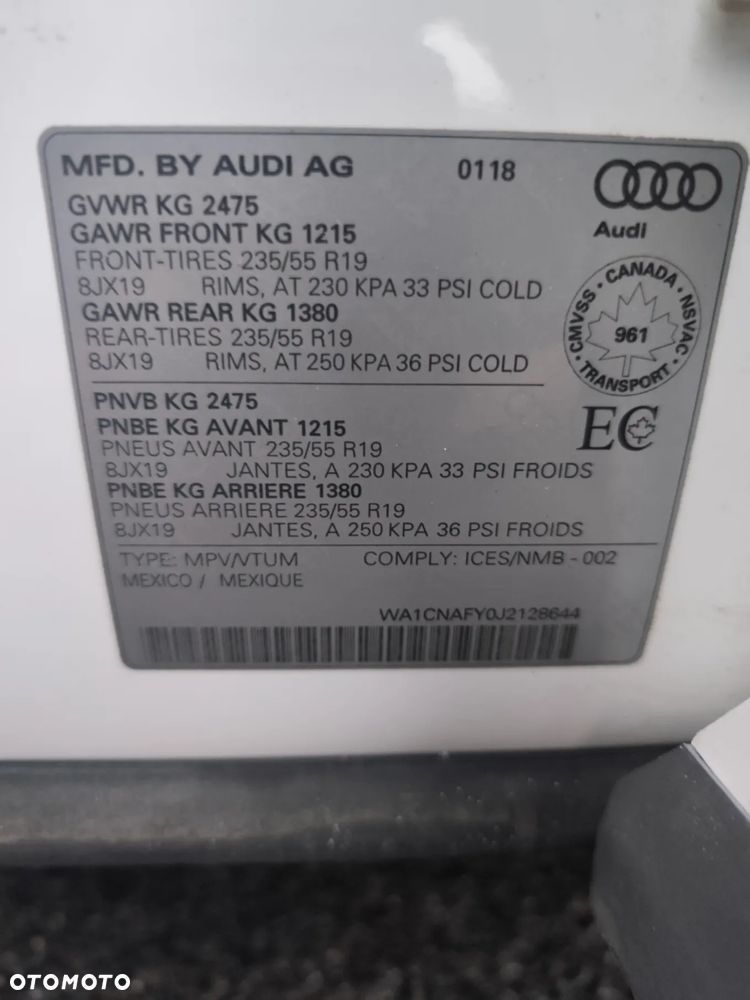 MFD. BY AUDI AG 0118
Audi
GVWR KG 2475
GAWR FRONT KG 1215
FRONT-TIRES 235/55 R19
8JX19 RIMS, AT 230 KPA 33 PSI COLD
GAWR REAR KG 1380
REAR-TIRES 235/55 R19
8JX19 RIMS, AT 250 KPA 36 PSI COLD
CMVSS · CANADA · NSVAC · TRANSPORT ·
961
PNVB KG 2475
PNBE KG AVANT 1215
PNEUS AVANT 235/55 R19
8JX19 JANTES, A 230 KPA 33 PSI FROIDS
PNBE KG ARRIERE 1380
PNEUS ARRIERE 235/55 R19
8JX19 JANTES, A 250 KPA 36 PSI FROIDS
EC
TYPE: MPV/VTUM COMPLY: ICES/NMB - 002
MEXICO / MEXIQUE
WA1CNAFY0J2128644
OTOMOTO